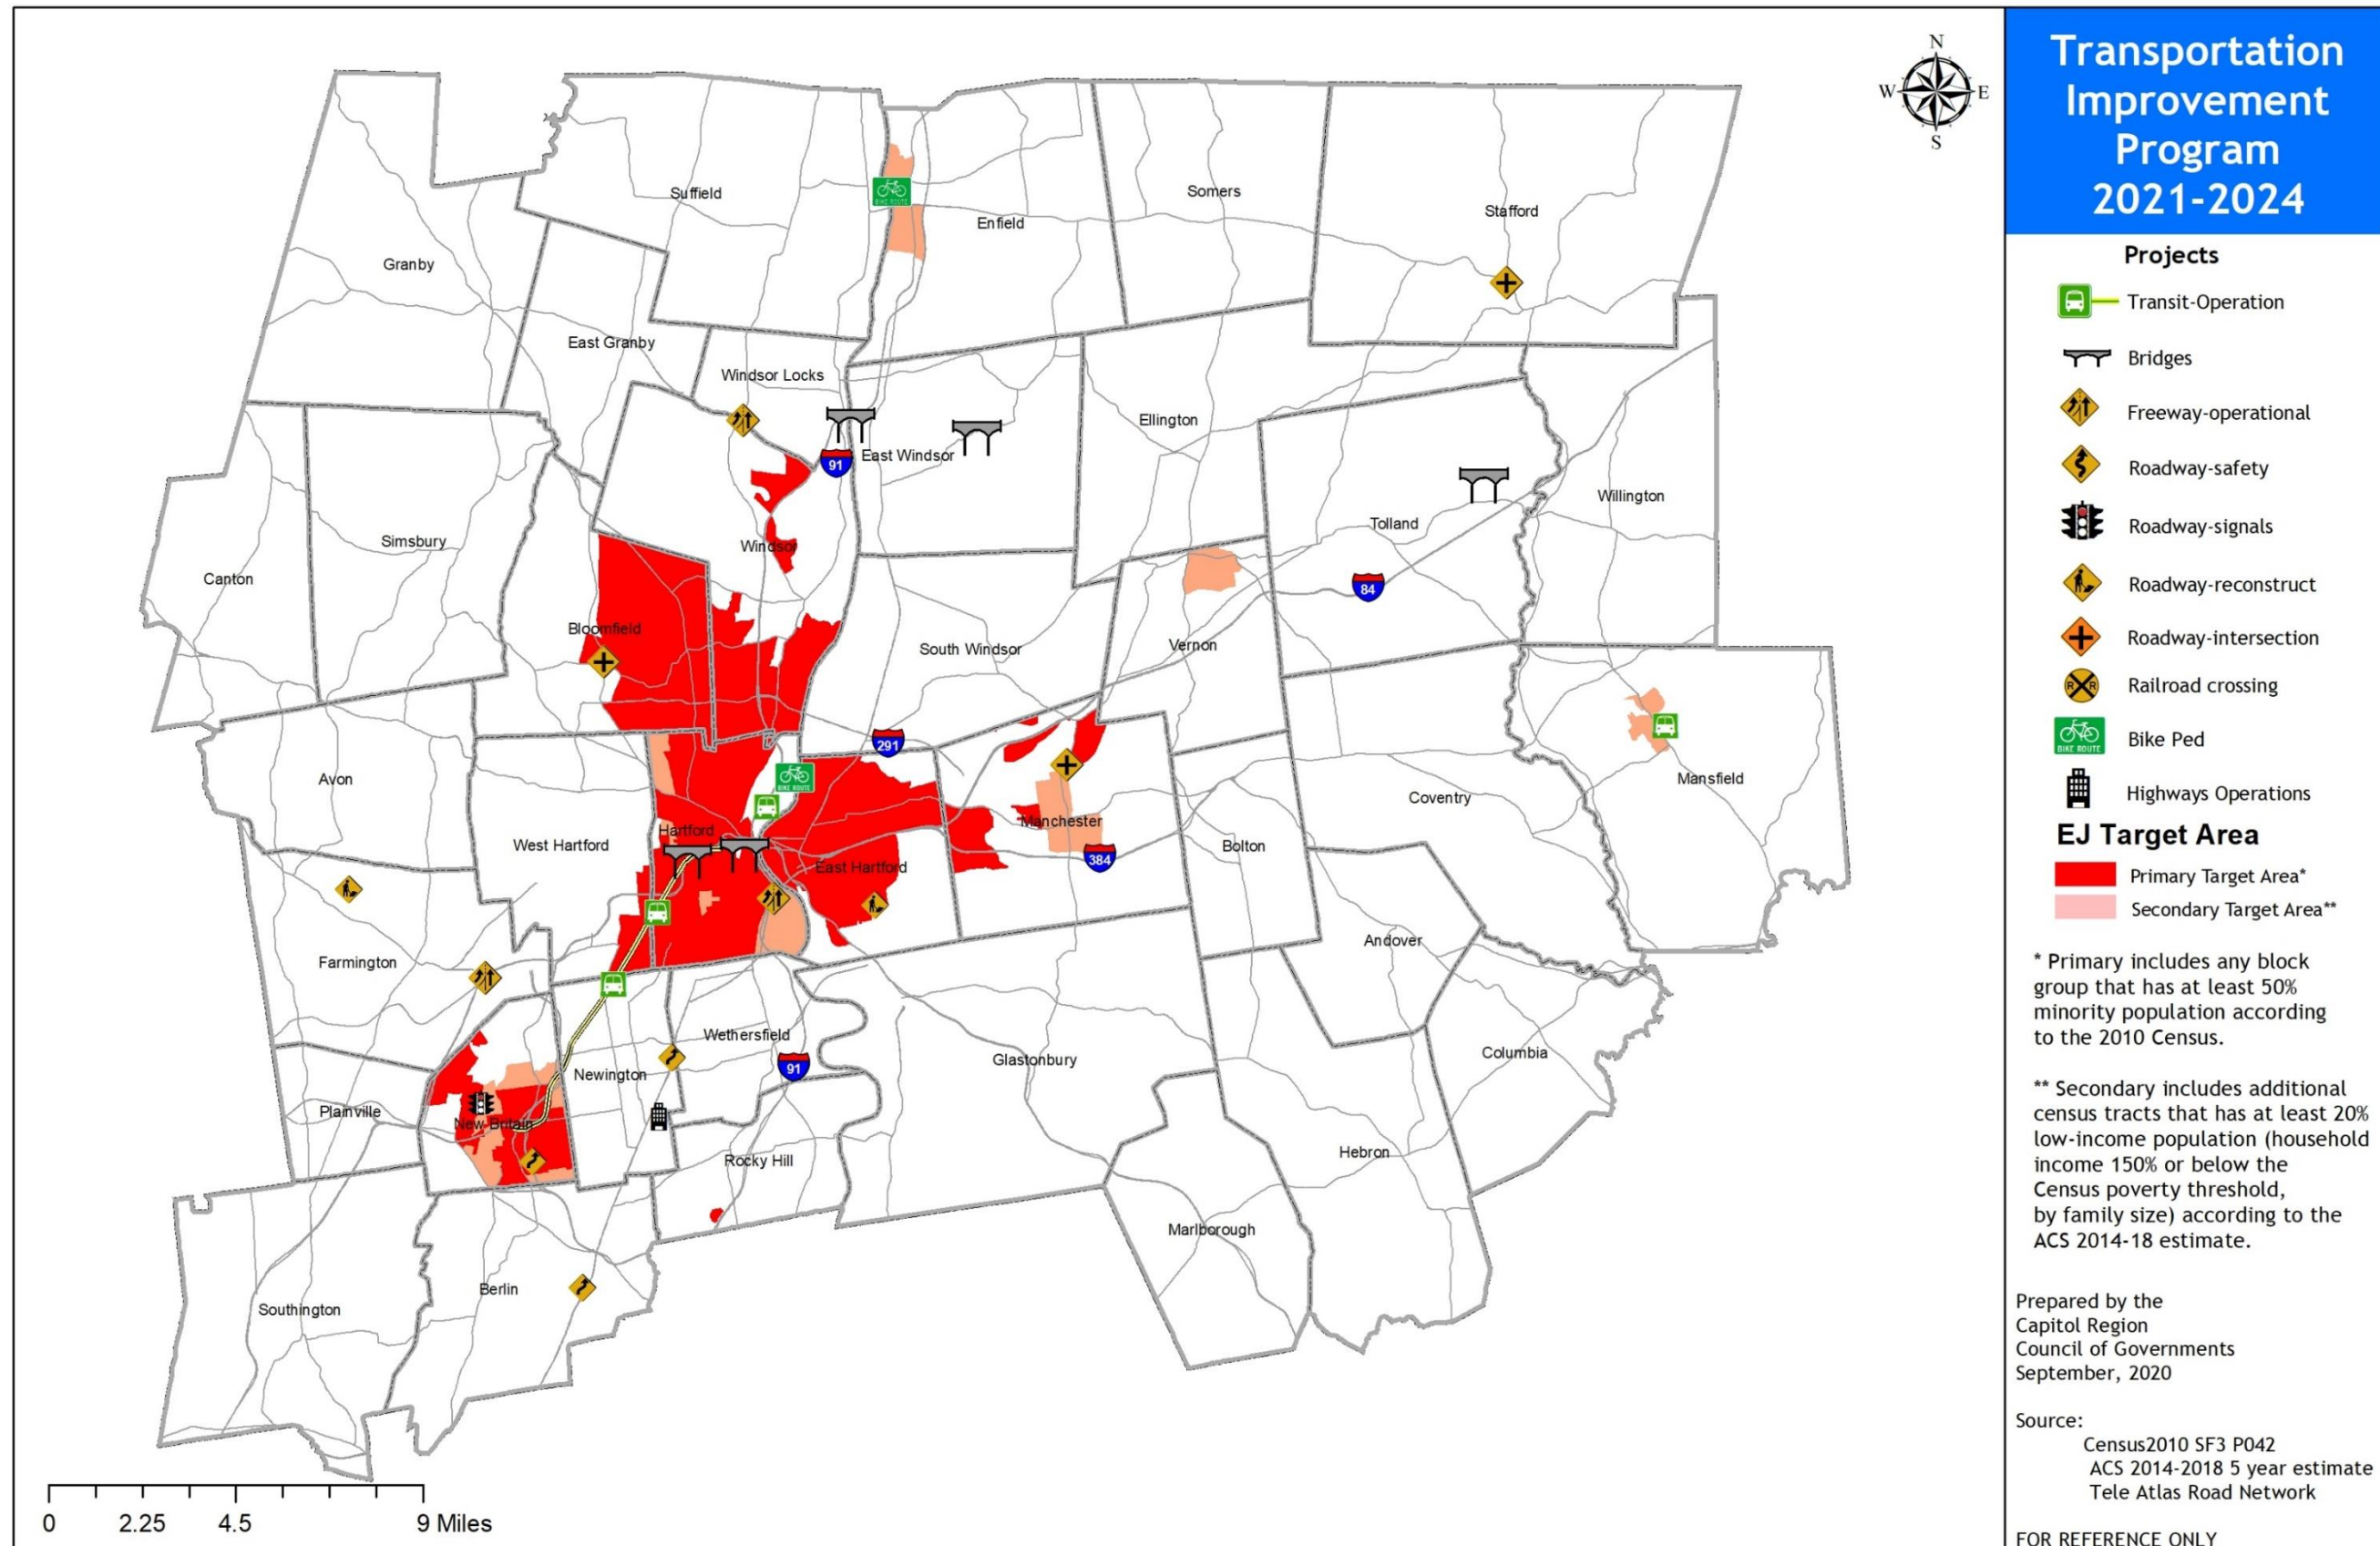 Transportation
Improvement
Program
2021-2024
N
W
E
S
Projects
Transit-Operation
Bridges
Freeway-operational
Roadway-safety
Roadway-signals
Roadway-reconstruct
Roadway-intersection
R R
Railroad crossing
BIKE ROUTE
Bike Ped
Highways Operations
EJ Target Area
Primary Target Area*
Secondary Target Area**
* Primary includes any block
group that has at least 50%
minority population according
to the 2010 Census.
** Secondary includes additional
census tracts that has at least 20%
low-income population (household
income 150% or below the
Census poverty threshold,
by family size) according to the
ACS 2014-18 estimate.
Prepared by the
Capitol Region
Council of Governments
September, 2020
Source:
Census2010 SF3 P042
ACS 2014-2018 5 year estimate
Tele Atlas Road Network
FOR REFERENCE ONLY
Suffield
BIKE ROUTE
Enfield
Somers
Stafford
Granby
East Granby
Windsor Locks
Ellington
91
East Windsor
Willington
Tolland
Simsbury
Windsor
Canton
84
Bloomfield
South Windsor
Vernon
291
BIKE ROUTE
Avon
Mansfield
Coventry
Manchester
Hartford
West Hartford
Bolton
384
East Hartford
Andover
Farmington
Wethersfield
Columbia
Glastonbury
91
Newington
Plainville
New Britain
Hebron
Rocky Hill
Marlborough
Berlin
Southington
0 2.25 4.5 9 Miles